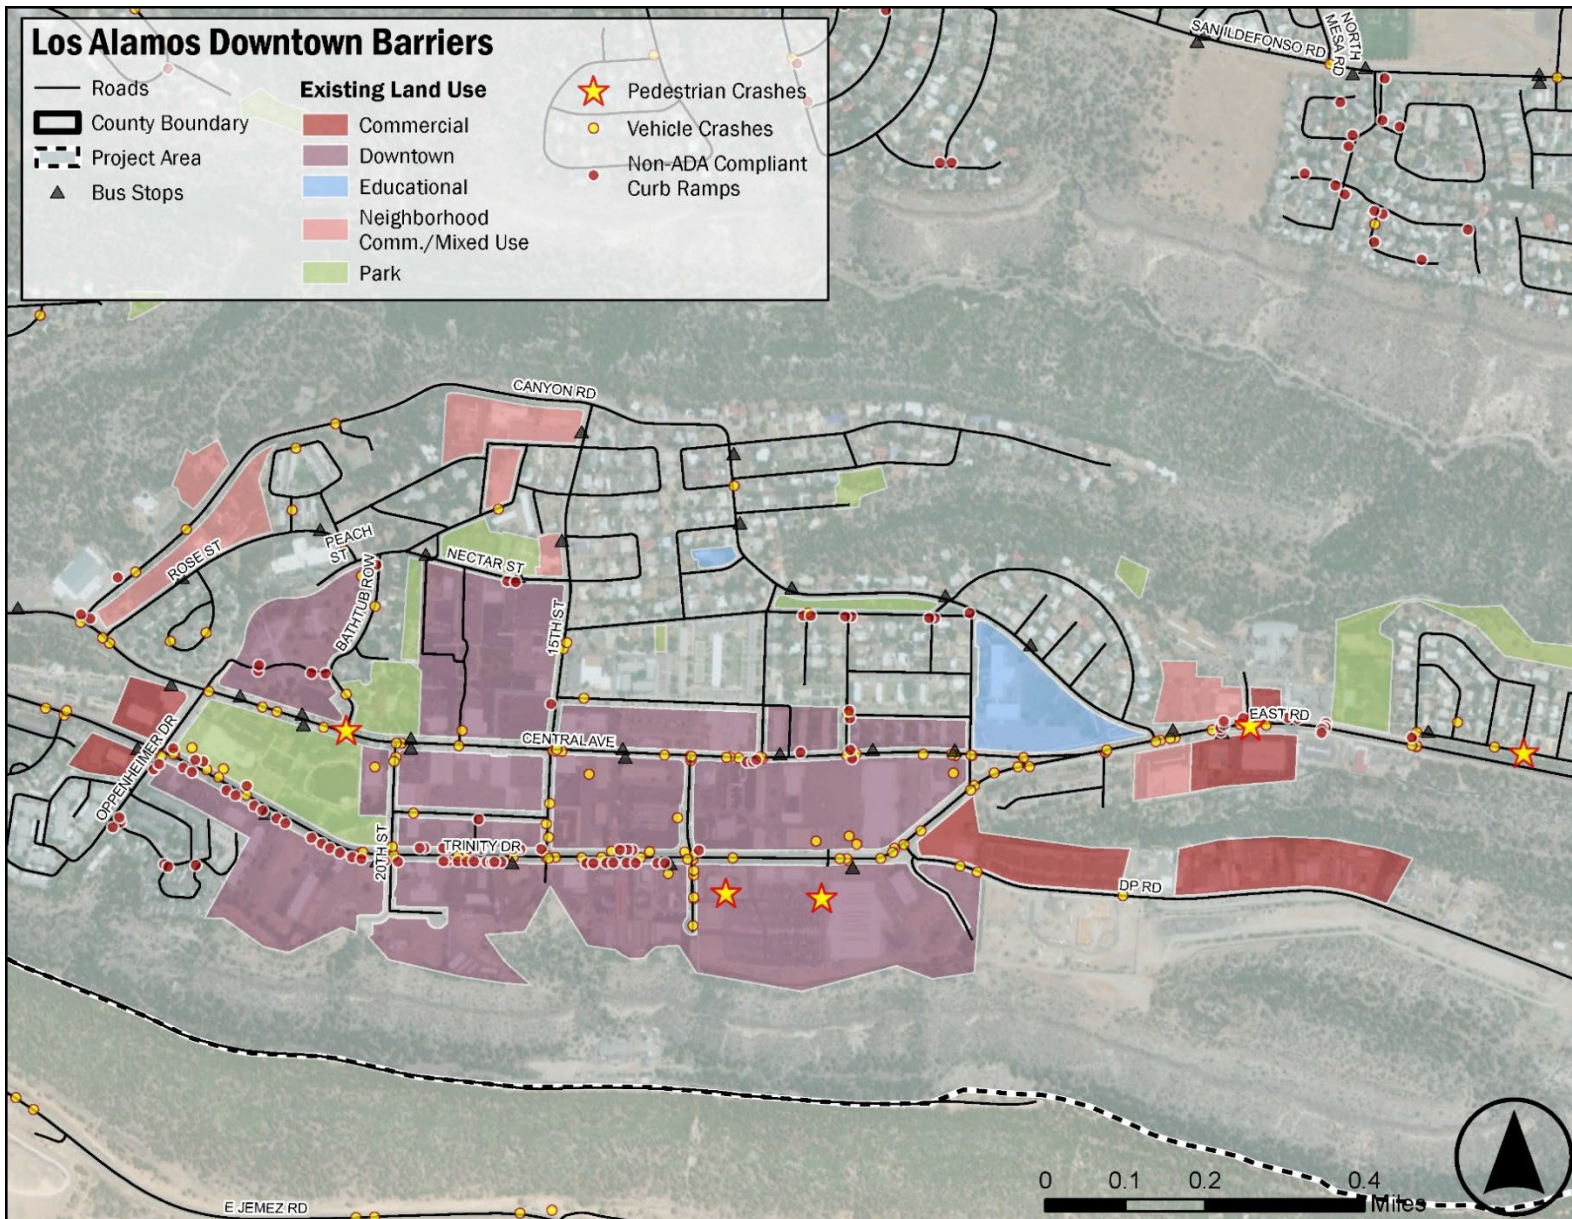 Los Alamos Downtown Barriers
Roads
County Boundary
Project Area
Bus Stops
Existing Land Use
Commercial
Downtown
Educational
Neighborhood
Comm./Mixed Use
Park
Pedestrian Crashes
Vehicle Crashes
Non-ADA Compliant
Curb Ramps
SAN ILDEFONSO RD
NORTH
MESA RD
CANYON RD
ROSE ST
PEACH
ST
NECTAR ST
BATHTUB ROW
15TH ST
OPPENHEIMER DR
CENTRAL AVE
EAST RD
20TH ST
TRINITY DR
DP RD
E JEMEZ RD
0 0.1 0.2 0.4
Miles